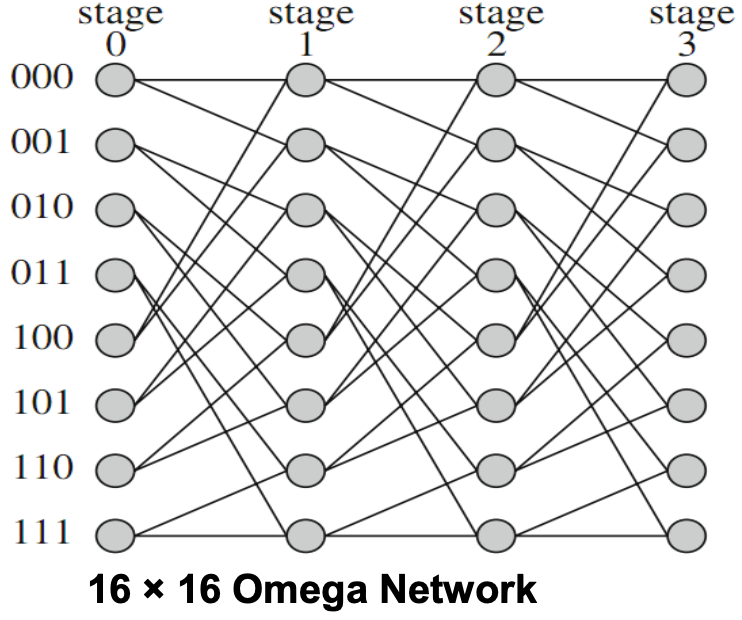 stage stage stage stage
0 1 2 3
000
001
010
011
100
101
110
111
16 × 16 Omega Network